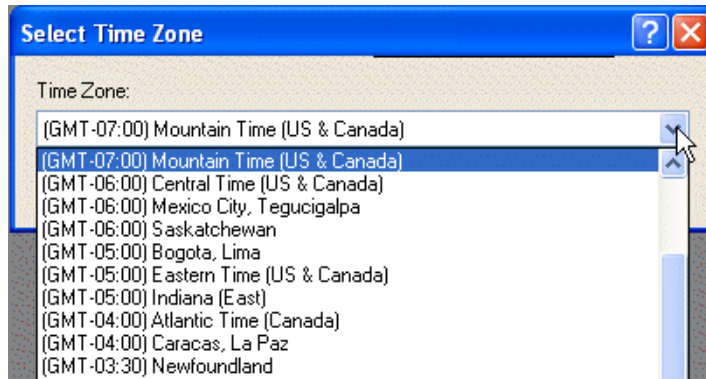 Select Time Zone
Time Zone:
(GMT-07:00) Mountain Time (US & Canada)
(GMT-07:00) Mountain Time (US & Canada)
(GMT-06:00) Central Time (US & Canada)
(GMT-06:00) Mexico City, Tegucigalpa
(GMT-06:00) Saskatchewan
(GMT-05:00) Bogota, Lima
(GMT-05:00) Eastern Time (US & Canada)
(GMT-05:00) Indiana (East)
(GMT-04:00) Atlantic Time (Canada)
(GMT-04:00) Caracas, La Paz
(GMT-03:30) Newfoundland